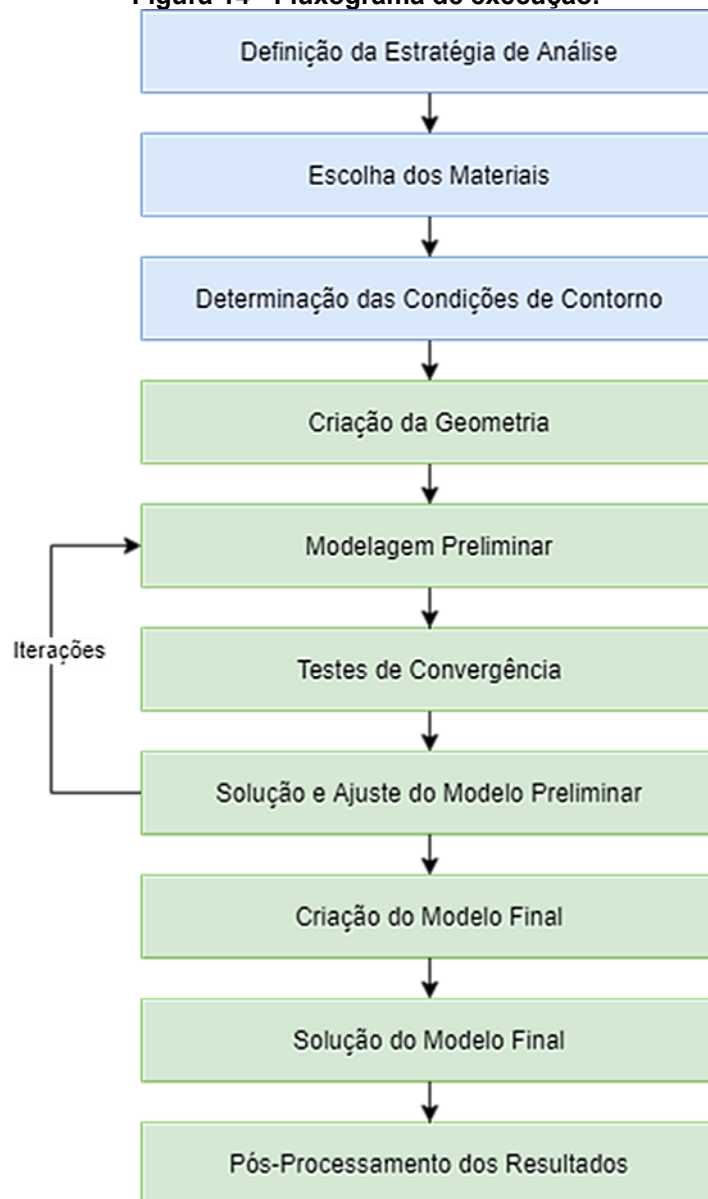 Figura 14 - Fluxograma de execução.
Definição da Estratégia de Análise
Escolha dos Materiais
Determinação das Condições de Contorno
Criação da Geometria
Modelagem Preliminar
Iterações
Testes de Convergência
Solução e Ajuste do Modelo Preliminar
Criação do Modelo Final
Solução do Modelo Final
Pós-Processamento dos Resultados